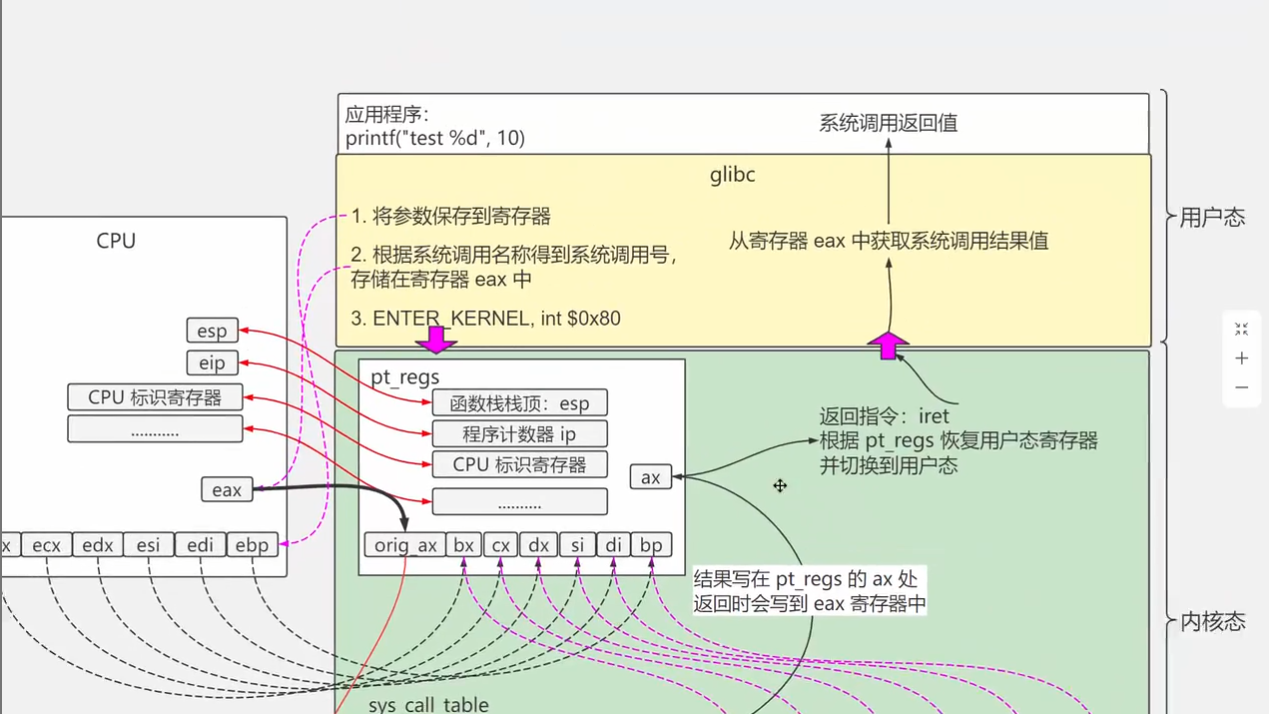 应用程序：
printf("test %d", 10)
系统调用返回值
glibc
1. 将参数保存到寄存器
2. 根据系统调用名称得到系统调用号，
存储在寄存器 eax 中
3. ENTER_KERNEL, int $0x80
从寄存器 eax 中获取系统调用结果值
用户态
CPU
esp
eip
CPU 标识寄存器
...........
eax
x
ecx
edx
esi
edi
ebp
pt_regs
函数栈栈顶：esp
程序计数器 ip
CPU 标识寄存器
..........
ax
orig_ax
bx
cx
dx
si
di
bp
返回指令：iret
根据 pt_regs 恢复用户态寄存器
并切换到用户态
结果写在 pt_regs 的 ax 处
返回时会写到 eax 寄存器中
内核态
sys_call_table